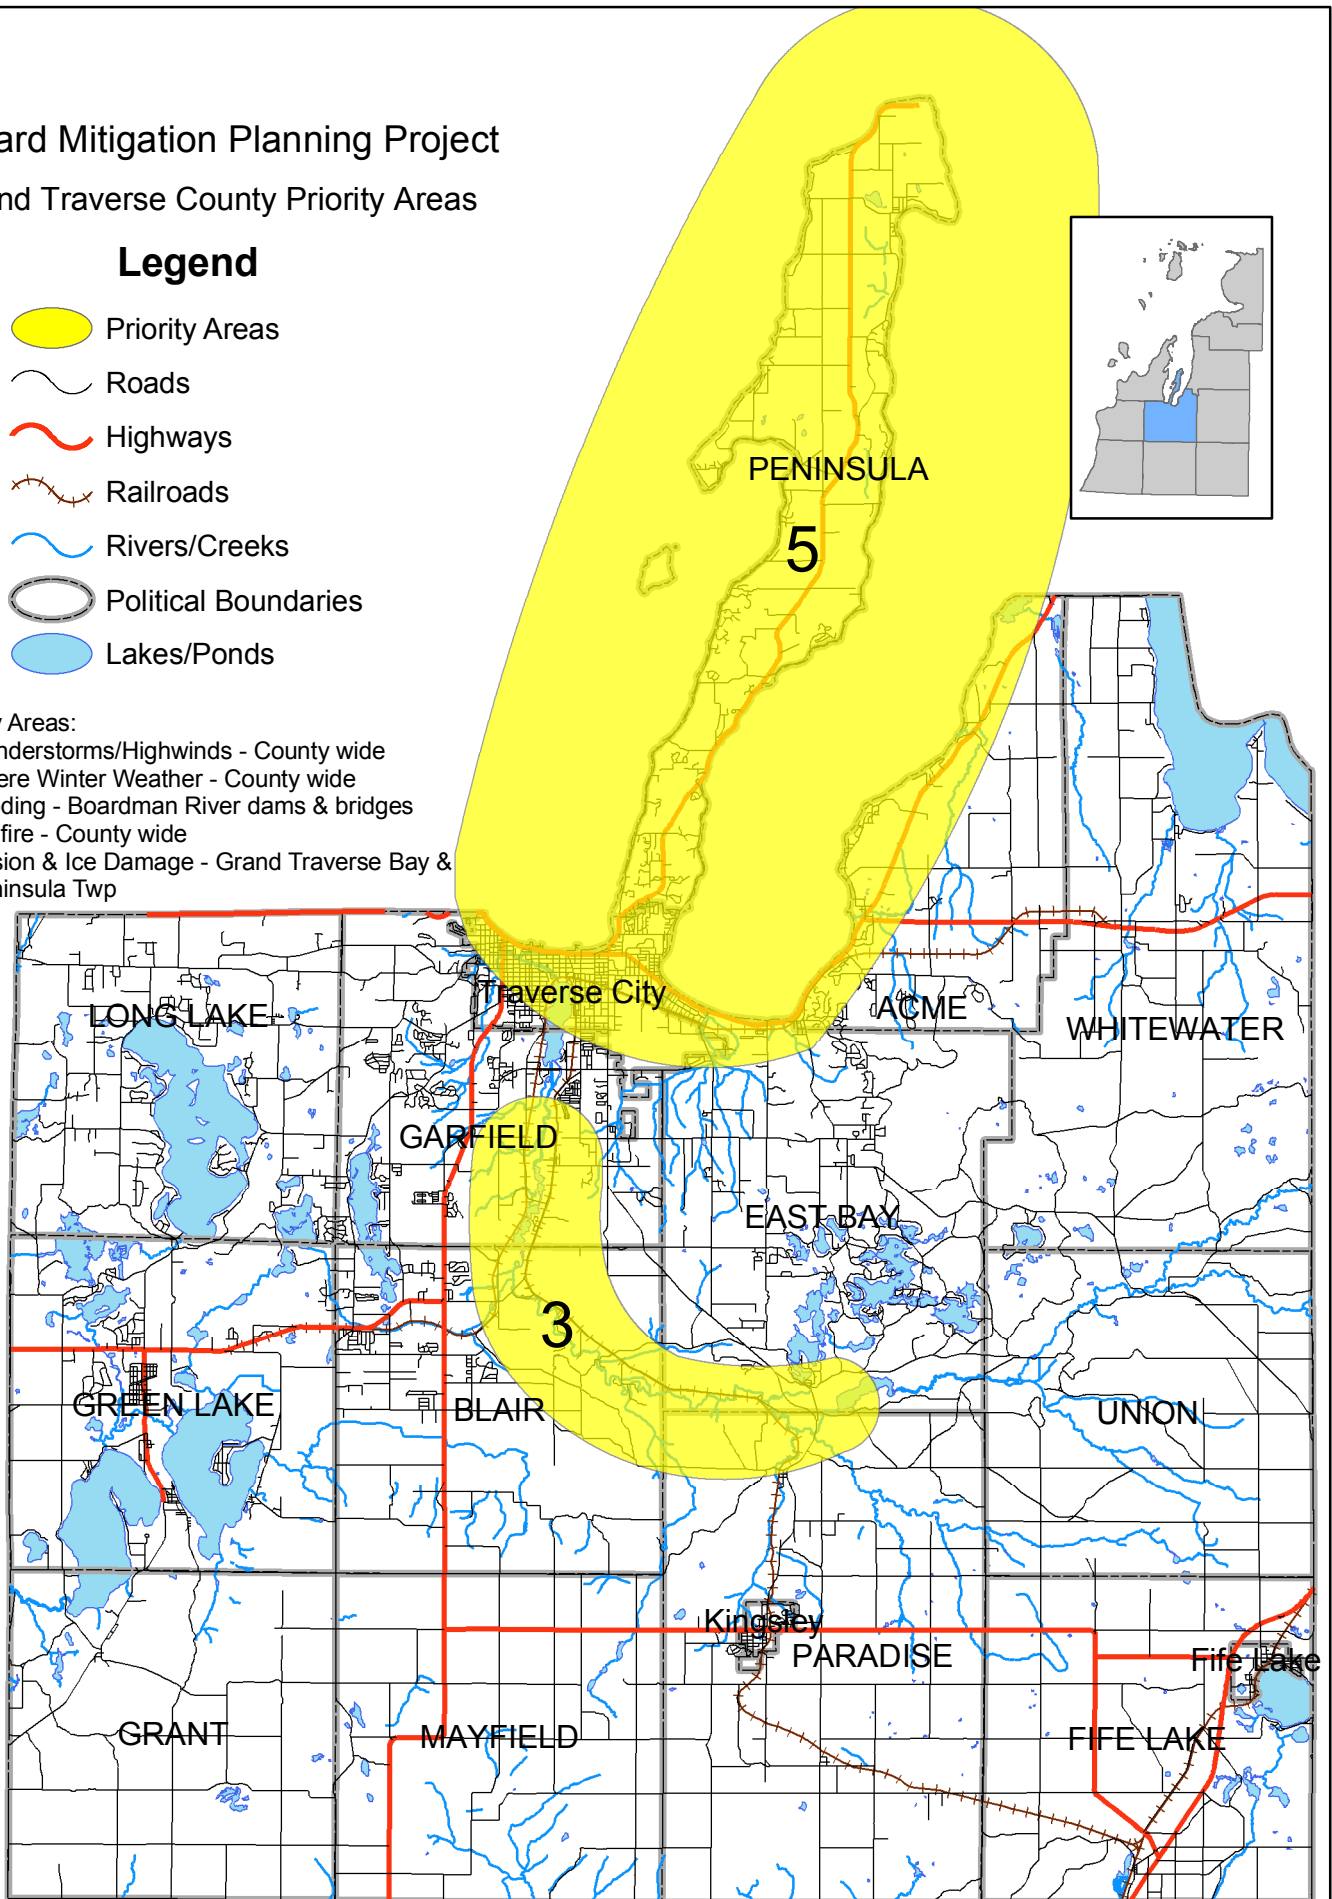 ard Mitigation Planning Project
nd Traverse County Priority Areas
Legend
Priority Areas
Roads
Highways
Railroads
Rivers/Creeks
Political Boundaries
Lakes/Ponds
y Areas:
nderstorms/Highwinds - County wide
ere Winter Weather - County wide
ding - Boardman River dams & bridges
fire - County wide
sion & Ice Damage - Grand Traverse Bay &
ninsula Twp
PENINSULA
5
Traverse City
LONG LAKE
ACME
WHITEWATER
GARFIELD
EAST BAY
3
GREEN LAKE
BLAIR
UNION
Kingsley
PARADISE
Fife Lake
GRANT
MAYFIELD
FIFE LAKE